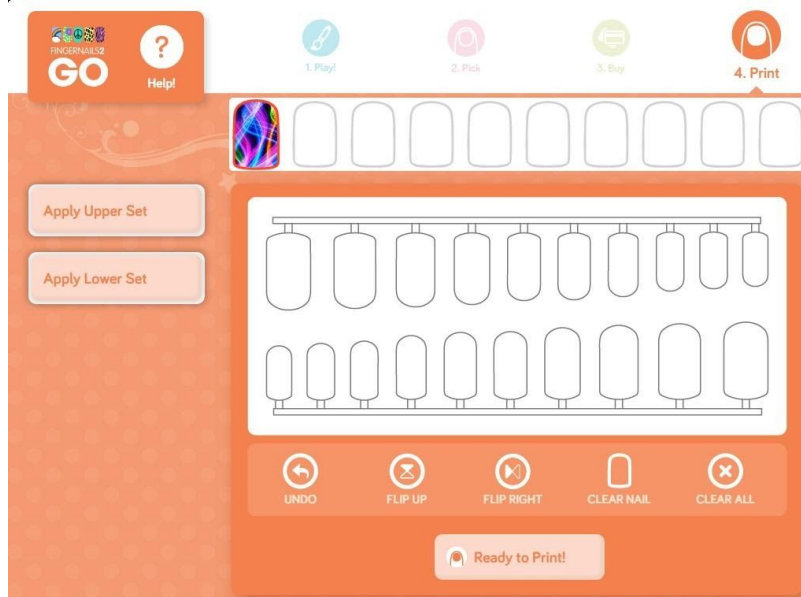 FINGERNAILS2
GO
?
Help!
1. Play!
2. Pick
3. Buy
4. Print
Apply Upper Set
Apply Lower Set
UNDO
FLIP UP
FLIP RIGHT
CLEAR NAIL
CLEAR ALL
Ready to Print!